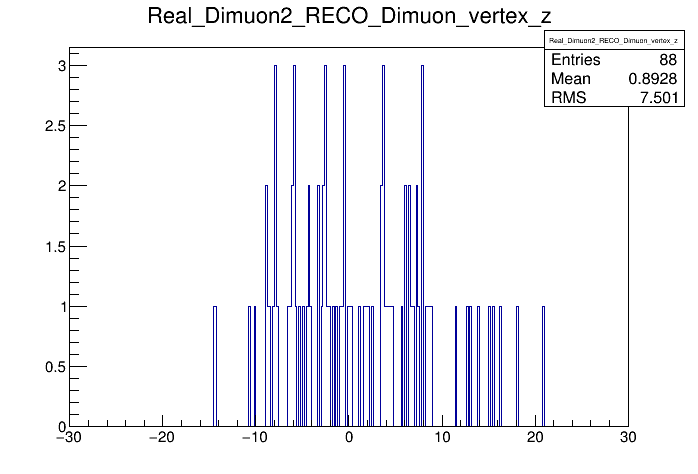 Real_Dimuon2_RECO_Dimuon_vertex_z
Real_Dimuon2_RECO_Dimuon_vertex_z
Entries 88
Mean 0.8928
RMS 7.501
3
2.5
2
1.5
1
0.5
0
−30 −20 −10 0 10 20 30